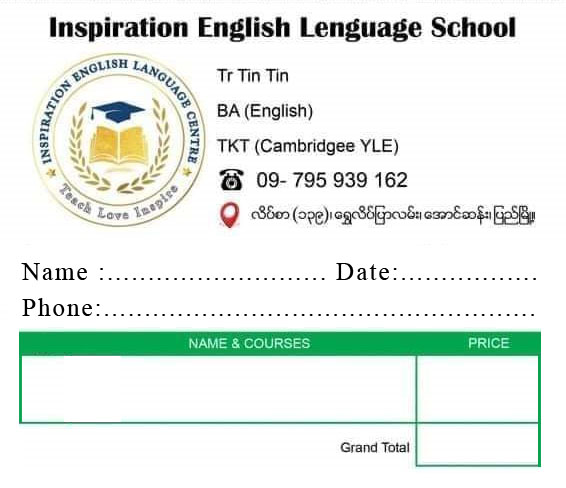 Inspiration English Lenguage School
INSPIRATION ENGLISH LANGUAGE CENTRE
Teach Love Inspire
Tr Tin Tin
BA (English)
TKT (Cambridgee YLE)
09- 795 939 162
လိပ်စာ (၁၃၉)၊ ရွှေလိပ်ပြာလမ်း၊ အောင်ဆန်း၊ ပြည်မြို့။
Name :............................ Date:..................
Phone:......................................................
NAME & COURSES PRICE
Grand Total